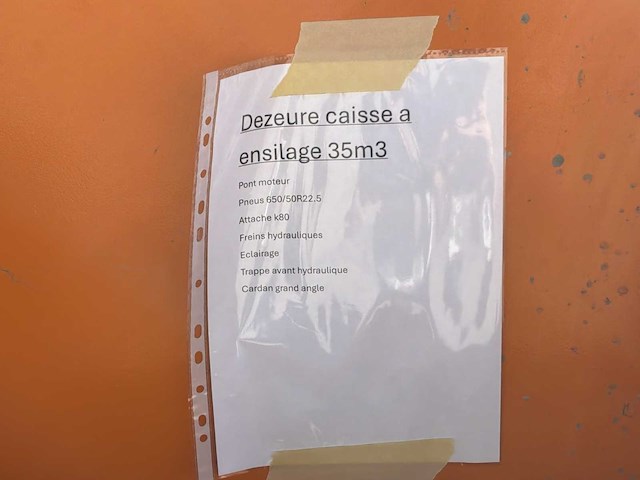 Dezeure caisse a
ensilage 35m3
Pont moteur
Pneus 650/50R22.5
Attache k80
Freins hydrauliques
Eclairage
Trappe avant hydraulique
Cardan grand angle